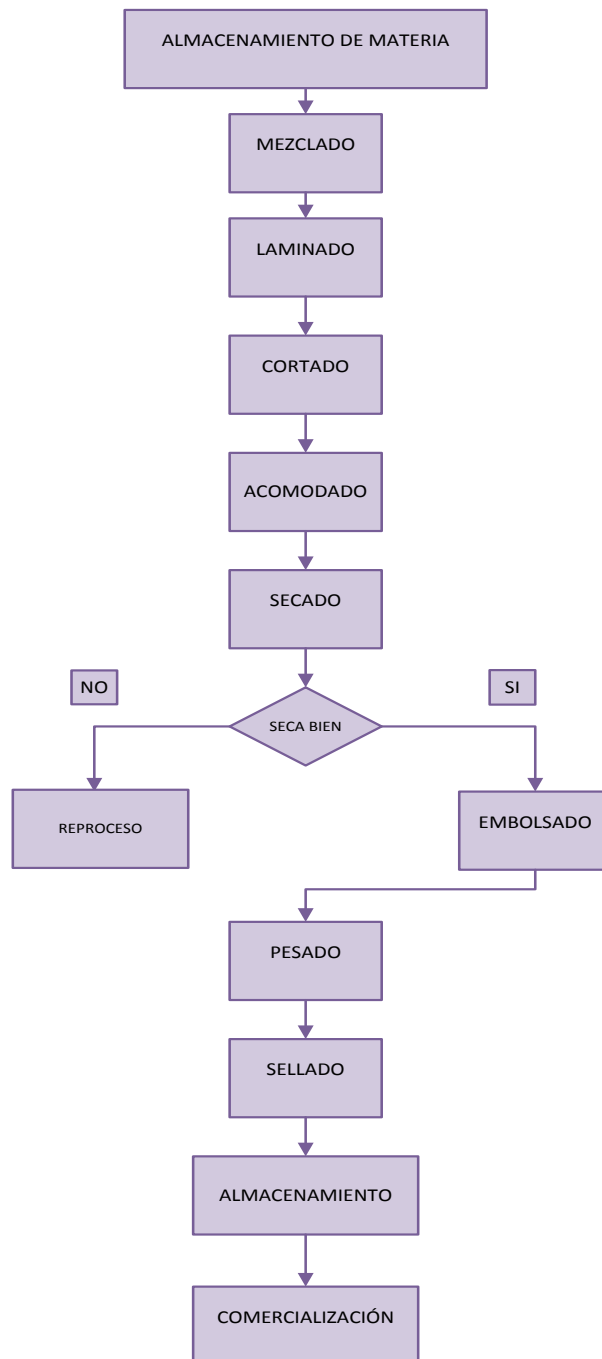 ALMACENAMIENTO DE MATERIA
MEZCLADO
LAMINADO
CORTADO
ACOMODADO
SECADO
NO
SI
SECA BIEN
REPROCESO
EMBOLSADO
PESADO
SELLADO
ALMACENAMIENTO
COMERCIALIZACIÓN